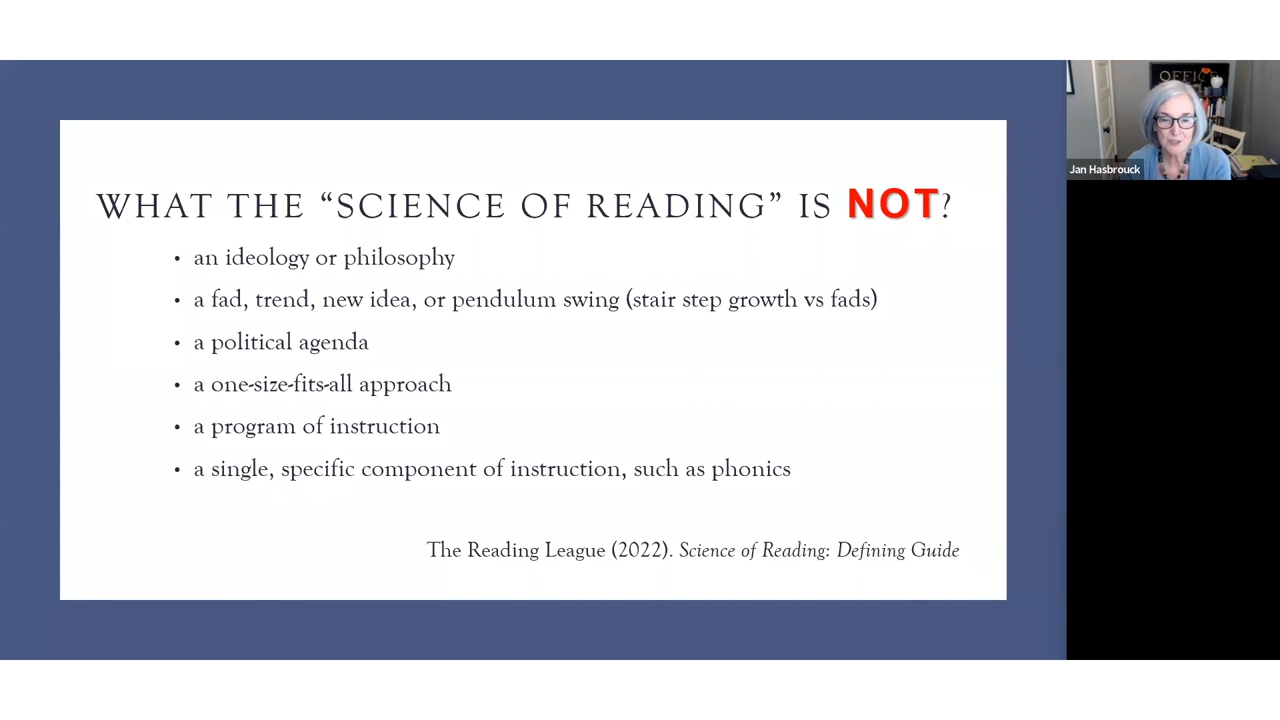 WHAT THE “SCIENCE OF READING” IS NOT?
• an ideology or philosophy
• a fad, trend, new idea, or pendulum swing (stair step growth vs fads)
• a political agenda
• a one-size-fits-all approach
• a program of instruction
• a single, specific component of instruction, such as phonics
The Reading League (2022). Science of Reading: Defining Guide
OFFICE
Jan Hasbrouck